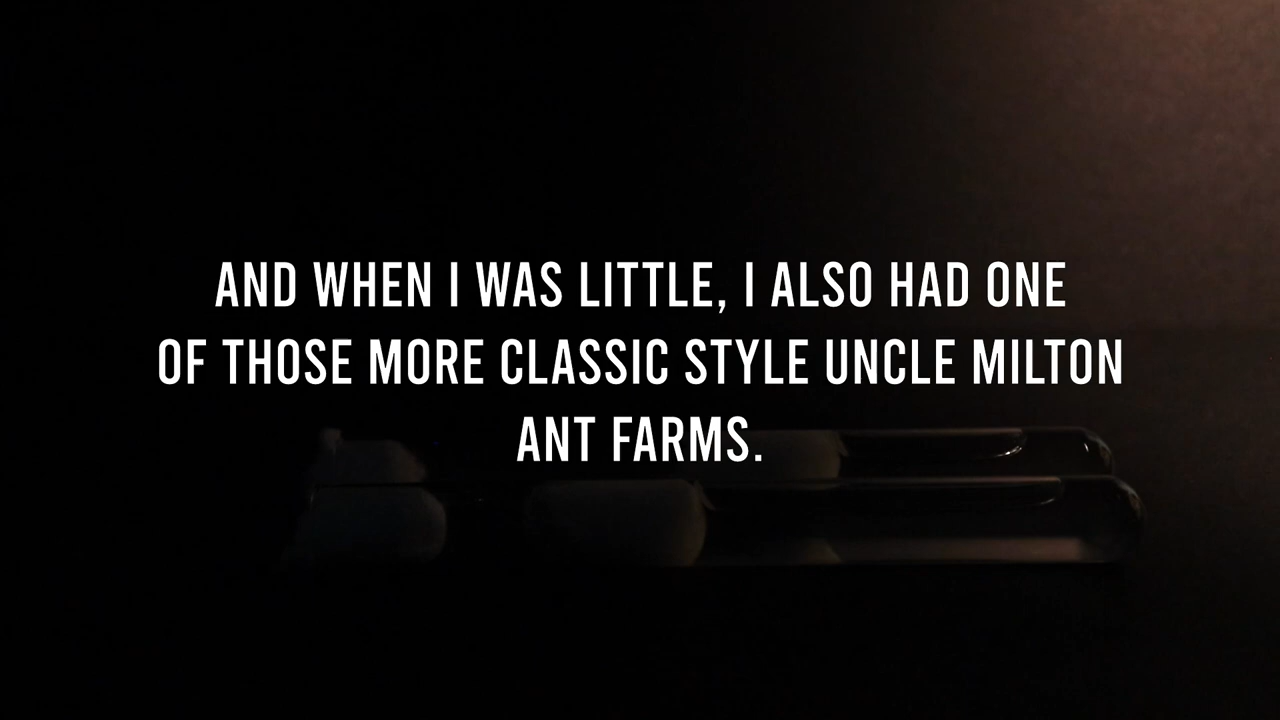 AND WHEN I WAS LITTLE, I ALSO HAD ONE
OF THOSE MORE CLASSIC STYLE UNCLE MILTON
ANT FARMS.